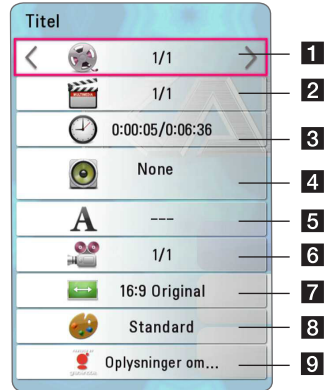 Titel
1/1
1
1/1
2
0:00:05/0:06:36
3
None
4
A
---
5
1/1
6
16:9 Original
7
Standard
8
Oplysninger om...
9